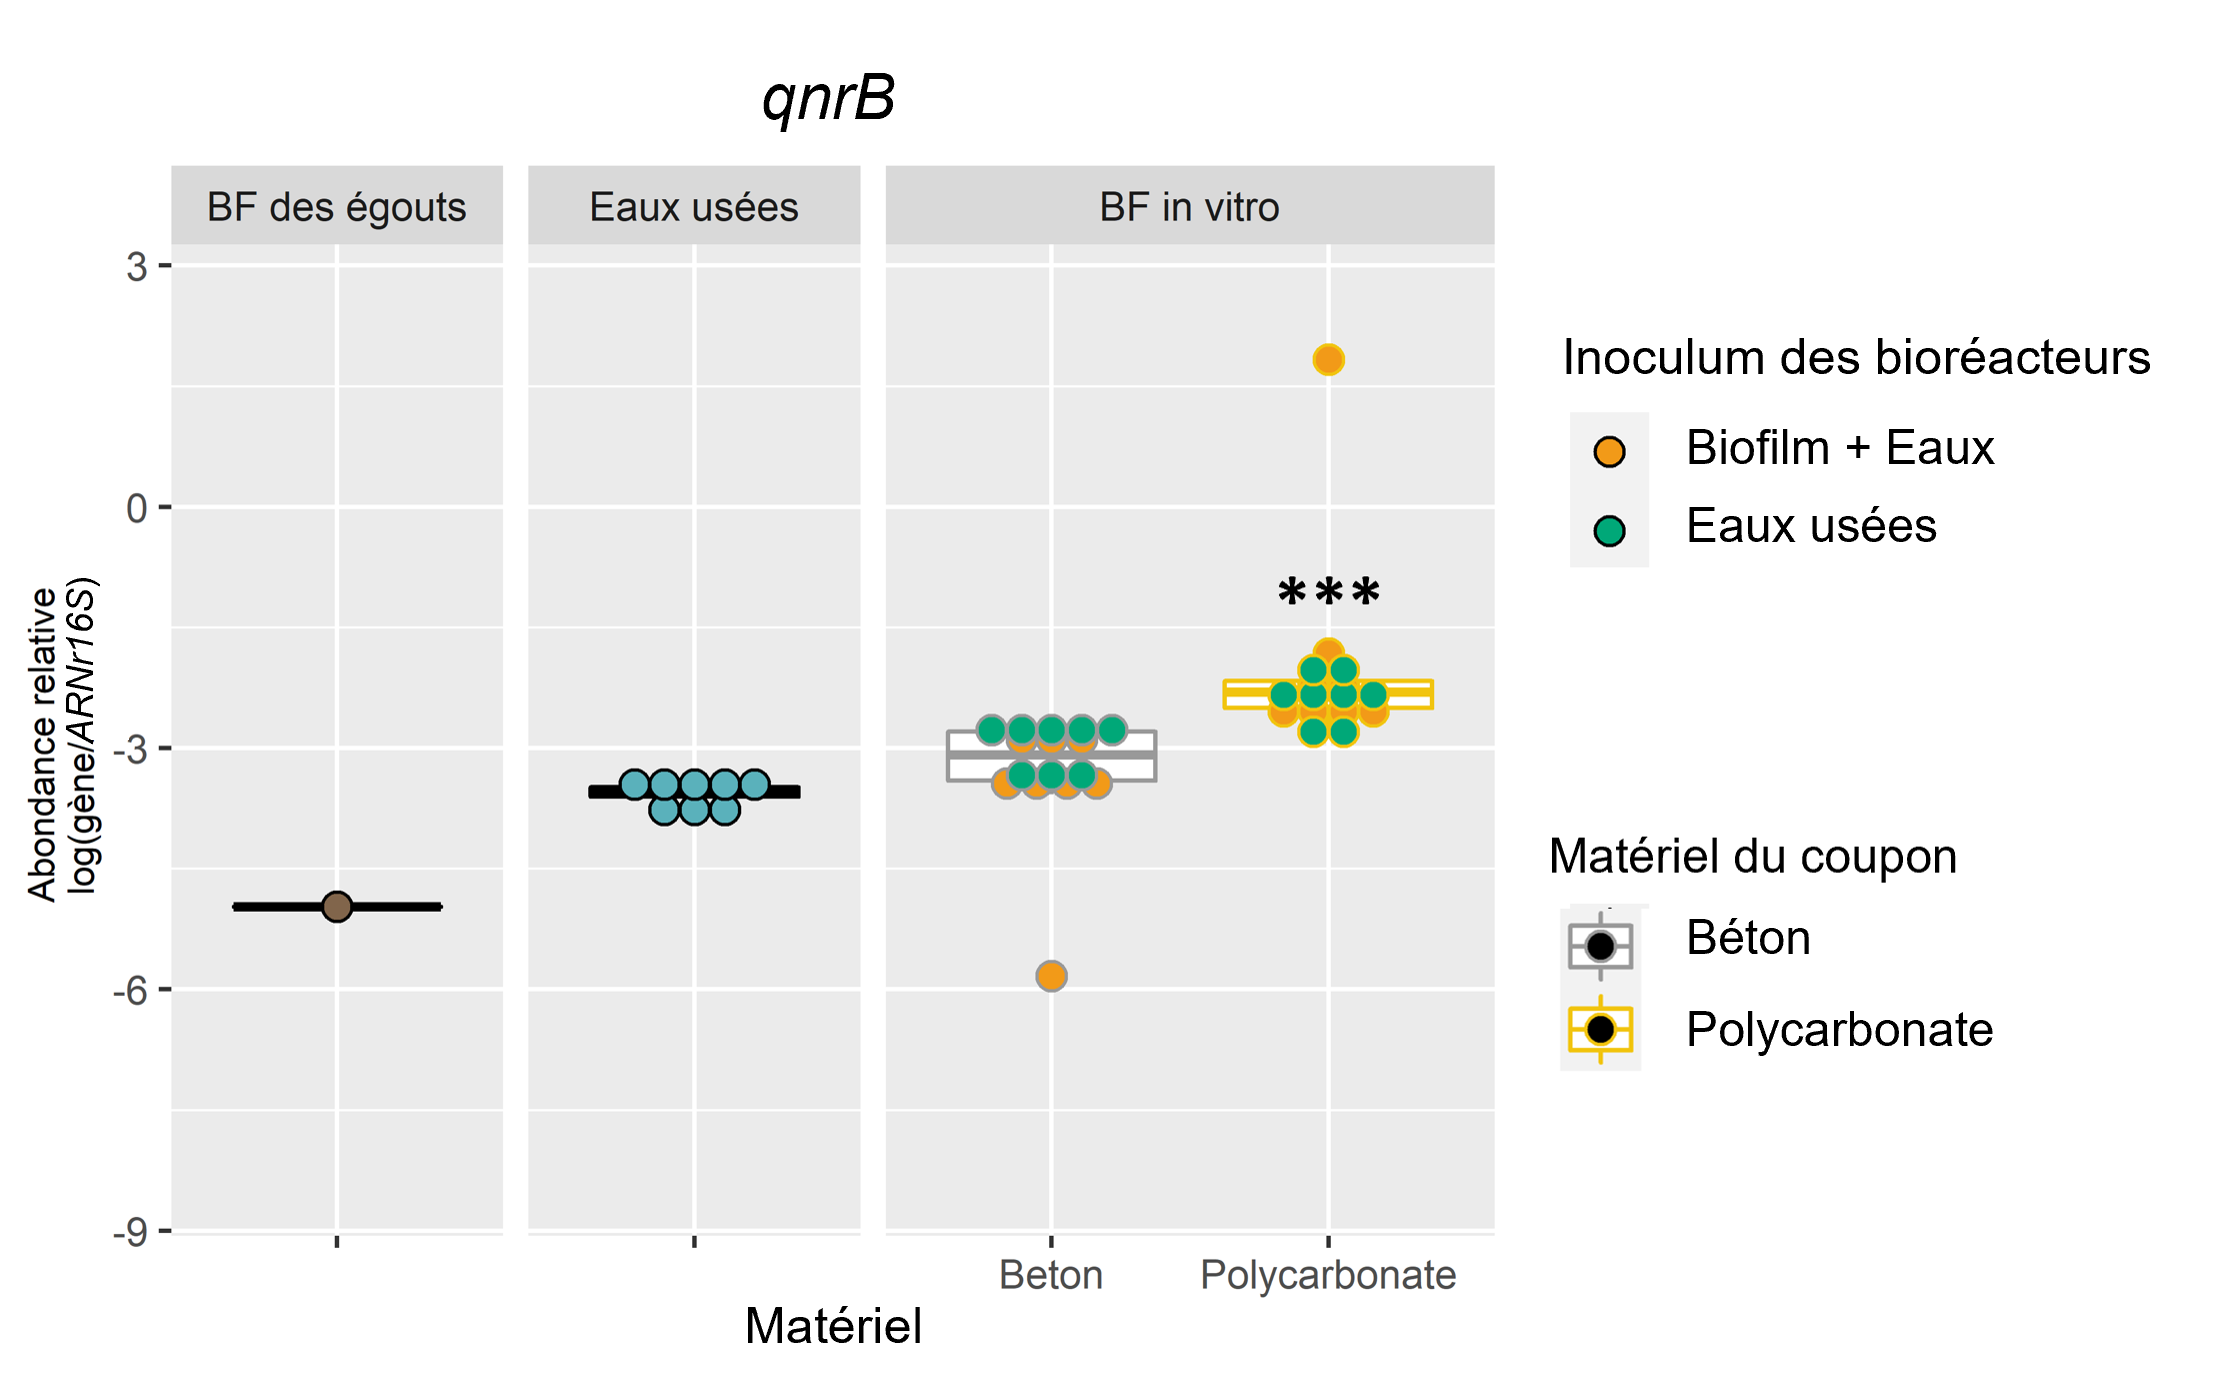 qnrB
BF des égouts
Eaux usées
BF in vitro
3
0
-3
-6
-9
Abondance relative
log(gène/ARNr16S)
***
Beton
Polycarbonate
Matériel
Inoculum des bioréacteurs
Biofilm + Eaux
Eaux usées
Matériel du coupon
Béton
Polycarbonate